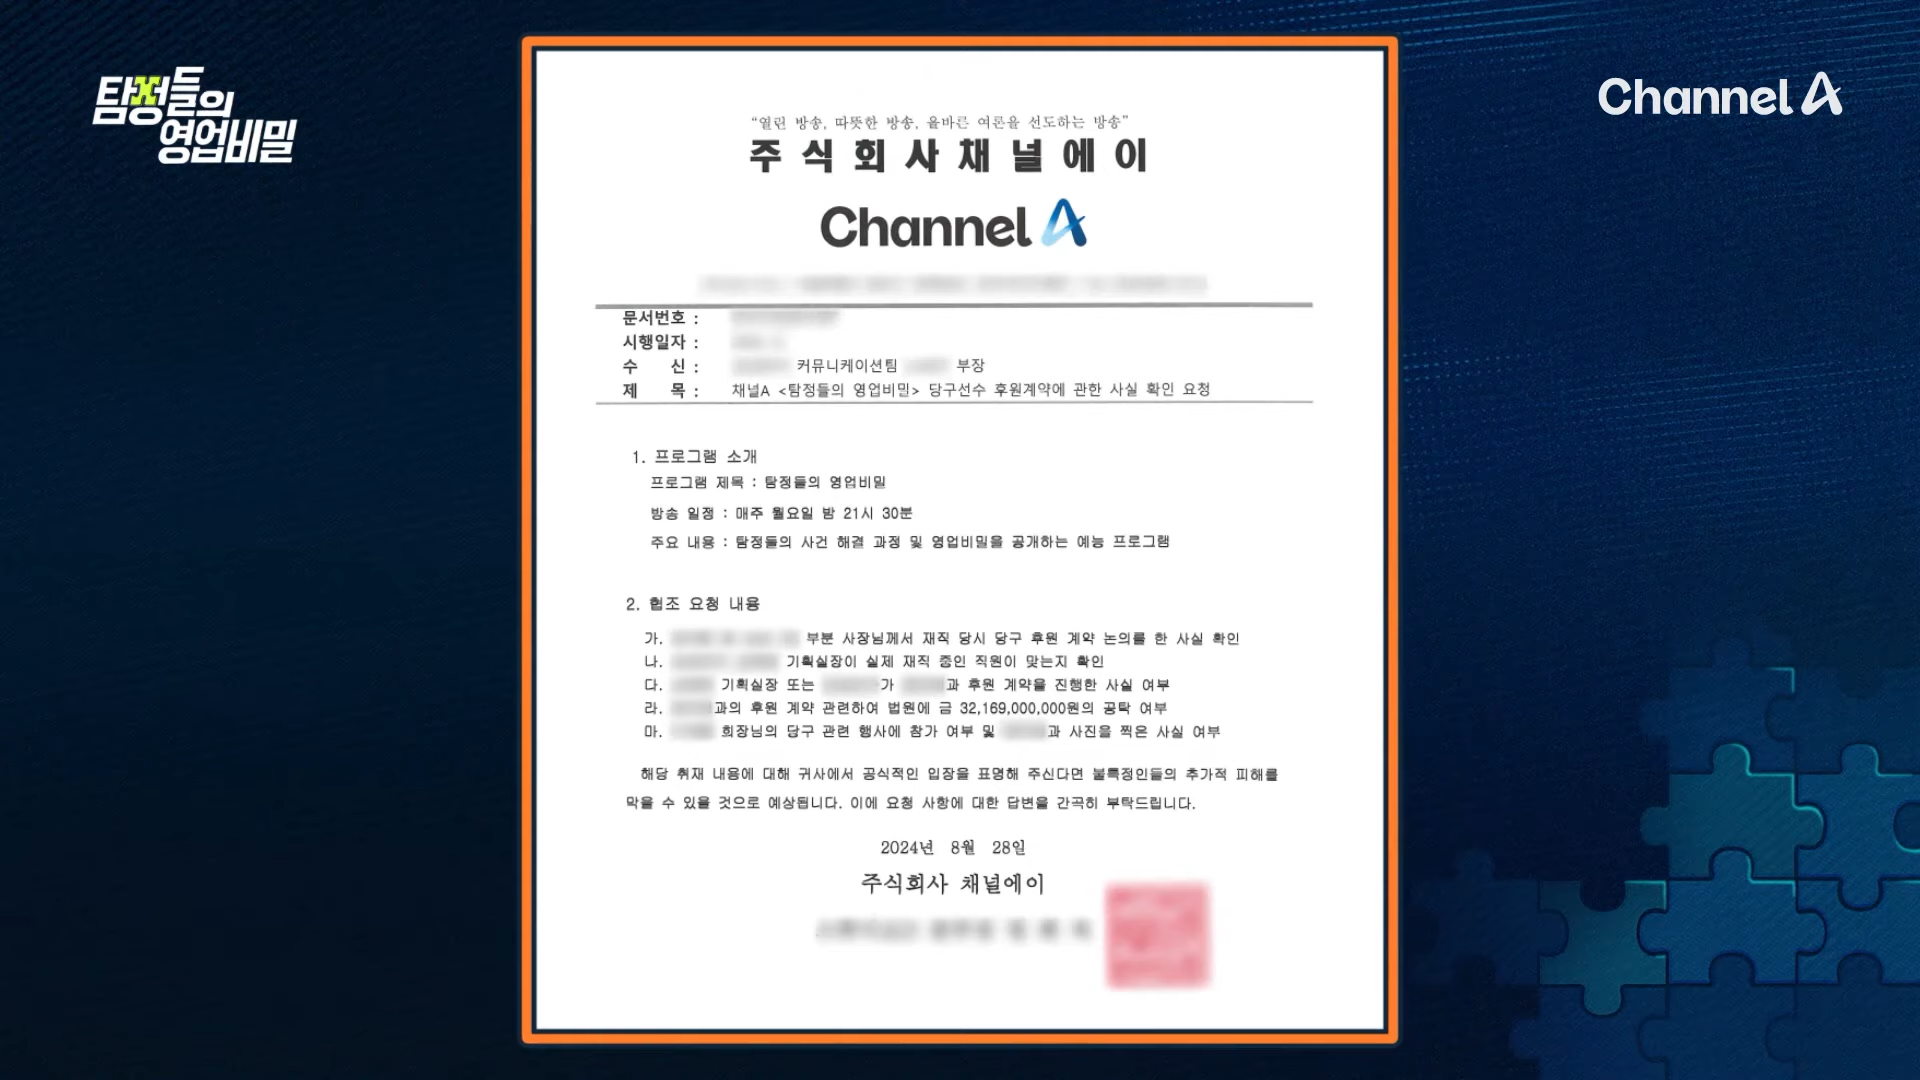 탐정들의
영업비밀
Channel A
“열린 방송, 따뜻한 방송, 올바른 여론을 선도하는 방송”
주식회사채널에이
Channel A
문서번호 :
시행일자 :
수 신 : 커뮤니케이션팀 부장
제 목 : 채널A <탐정들의 영업비밀> 당구선수 후원계약에 관한 사실 확인 요청
1. 프로그램 소개
프로그램 제목 : 탐정들의 영업비밀
방송 일정 : 매주 월요일 밤 21시 30분
주요 내용 : 탐정들의 사건 해결 과정 및 영업비밀을 공개하는 예능 프로그램
2. 협조 요청 내용
가. 부분 사장님께서 재직 당시 당구 후원 계약 논의를 한 사실 확인
나. 기획실장이 실제 재직 중인 직원이 맞는지 확인
다. 기획실장 또는 가 과 후원 계약을 진행한 사실 여부
라. 과의 후원 계약 관련하여 법원에 금 32,169,000,000원의 공탁 여부
마. 회장님의 당구 관련 행사에 참가 여부 및 과 사진을 찍은 사실 여부
해당 취재 내용에 대해 귀사에서 공식적인 입장을 표명해 주신다면 불특정인들의 추가적 피해를
막을 수 있을 것으로 예상됩니다. 이에 요청 사항에 대한 답변을 간곡히 부탁드립니다.
2024년 8월 28일
주식회사 채널에이